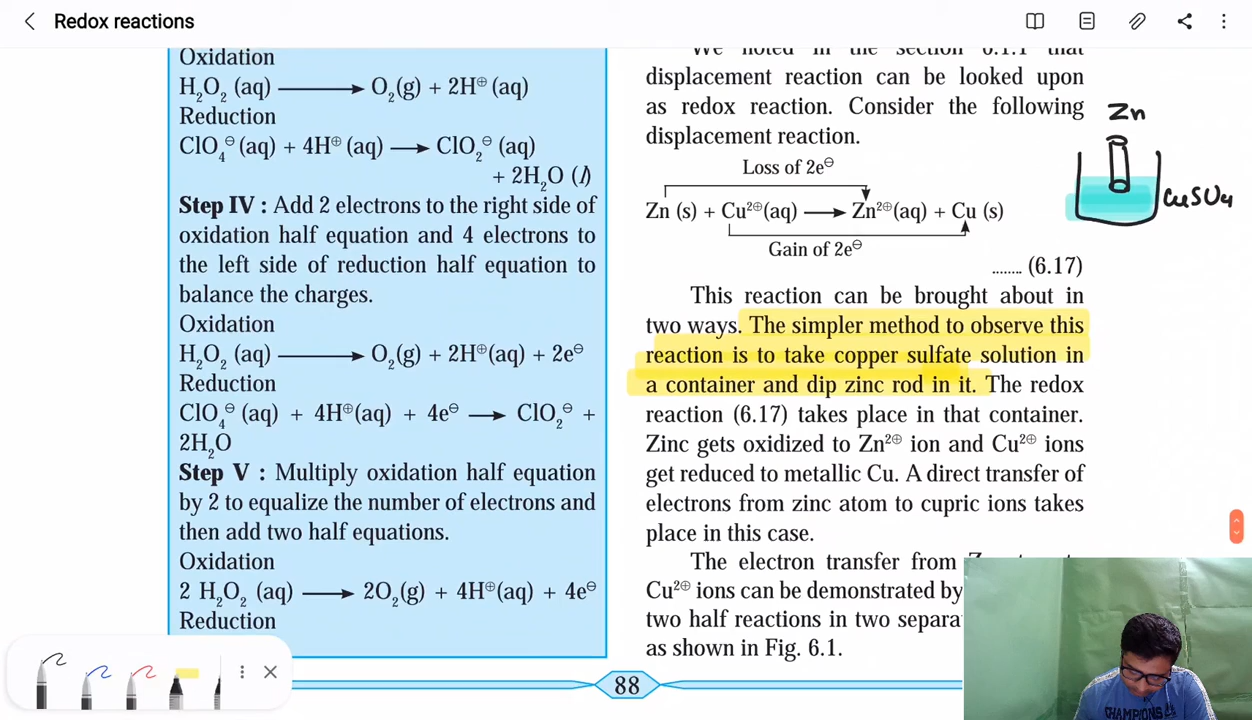 Redox reactions
Oxidation
H₂O₂ (aq) ⟶ O₂(g) + 2H⊕ (aq)
Reduction
ClO₄⊖ (aq) + 4H⊕ (aq) ⟶ ClO₂⊖ (aq)
+ 2H₂O (l)
Step IV : Add 2 electrons to the right side of
oxidation half equation and 4 electrons to
the left side of reduction half equation to
balance the charges.
Oxidation
H₂O₂ (aq) ⟶ O₂(g) + 2H⊕(aq) + 2e⊖
Reduction
ClO₄⊖ (aq) + 4H⊕(aq) + 4e⊖ ⟶ ClO₂⊖ +
2H₂O
Step V : Multiply oxidation half equation
by 2 to equalize the number of electrons and
then add two half equations.
Oxidation
2 H₂O₂ (aq) ⟶ 2O₂(g) + 4H⊕(aq) + 4e⊖
Reduction
We noted in the section 6.1.1 that
displacement reaction can be looked upon
as redox reaction. Consider the following
displacement reaction.
Loss of 2e⊖
Zn (s) + Cu²⊕(aq) ⟶ Zn²⊕(aq) + Cu (s)
Gain of 2e⊖
........ (6.17)
This reaction can be brought about in
two ways. The simpler method to observe this
reaction is to take copper sulfate solution in
a container and dip zinc rod in it. The redox
reaction (6.17) takes place in that container.
Zinc gets oxidized to Zn²⊕ ion and Cu²⊕ ions
get reduced to metallic Cu. A direct transfer of
electrons from zinc atom to cupric ions takes
place in this case.
The electron transfer from
Cu²⊕ ions can be demonstrated by
two half reactions in two separa
as shown in Fig. 6.1.
Zn
CuSO4
88
CHAMPIONS